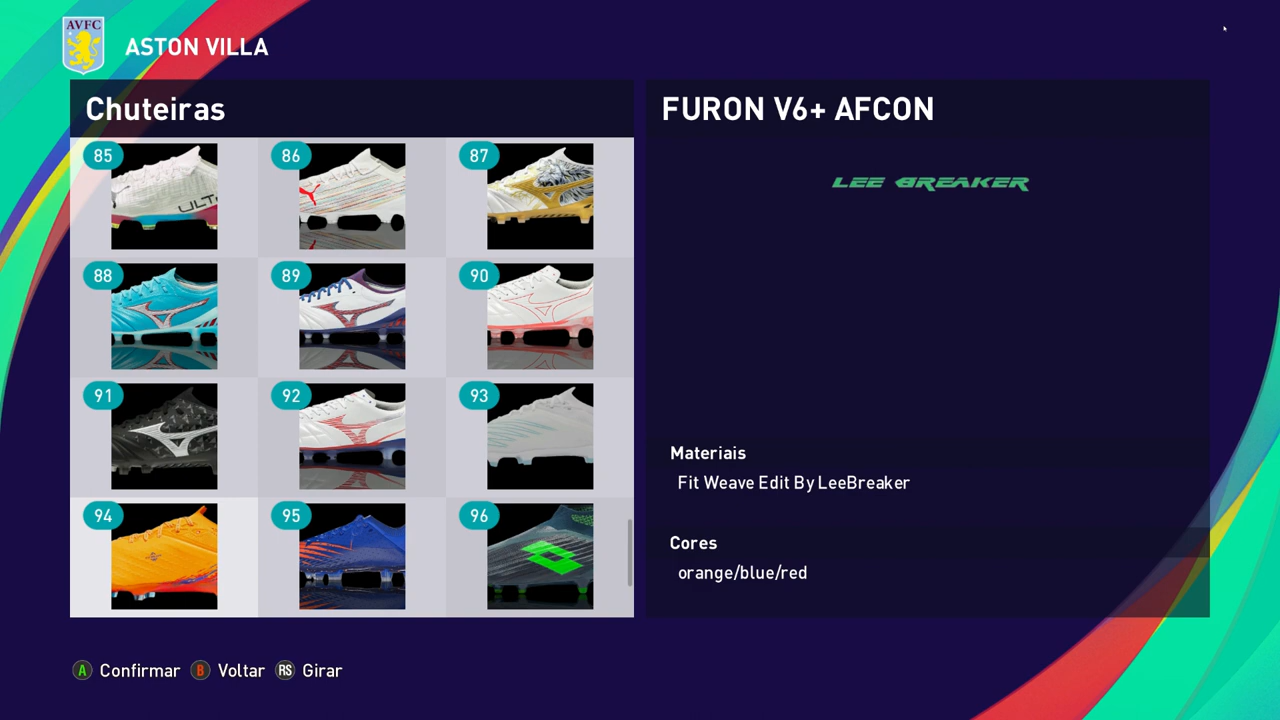 AVFC
ASTON VILLA
Chuteiras
FURON V6+ AFCON
85
86
87
ULT
LEE BREAKER
88
89
90
91
92
93
Materiais
Fit Weave Edit By LeeBreaker
94
95
96
Cores
orange/blue/red
A Confirmar B Voltar RS Girar